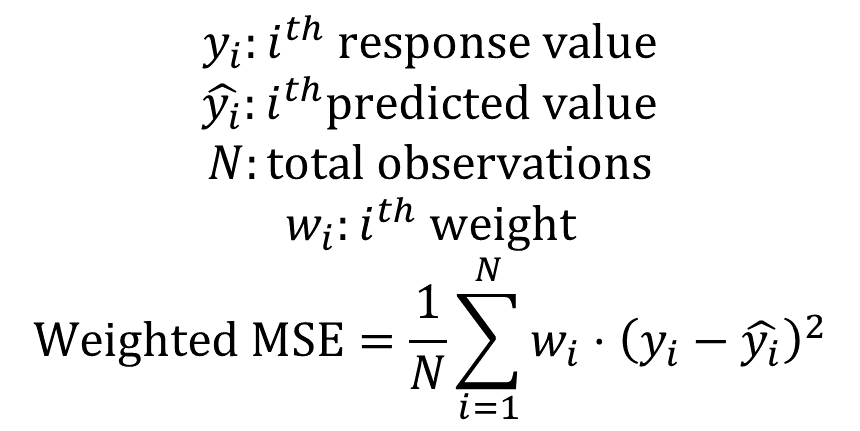 yᵢ: iᵗʰ response value
ŷᵢ: iᵗʰpredicted value
N: total observations
wᵢ: iᵗʰ weight
Weighted MSE = 1/N ∑ᵢ₌₁ᴺ wᵢ · (yᵢ − ŷᵢ)²